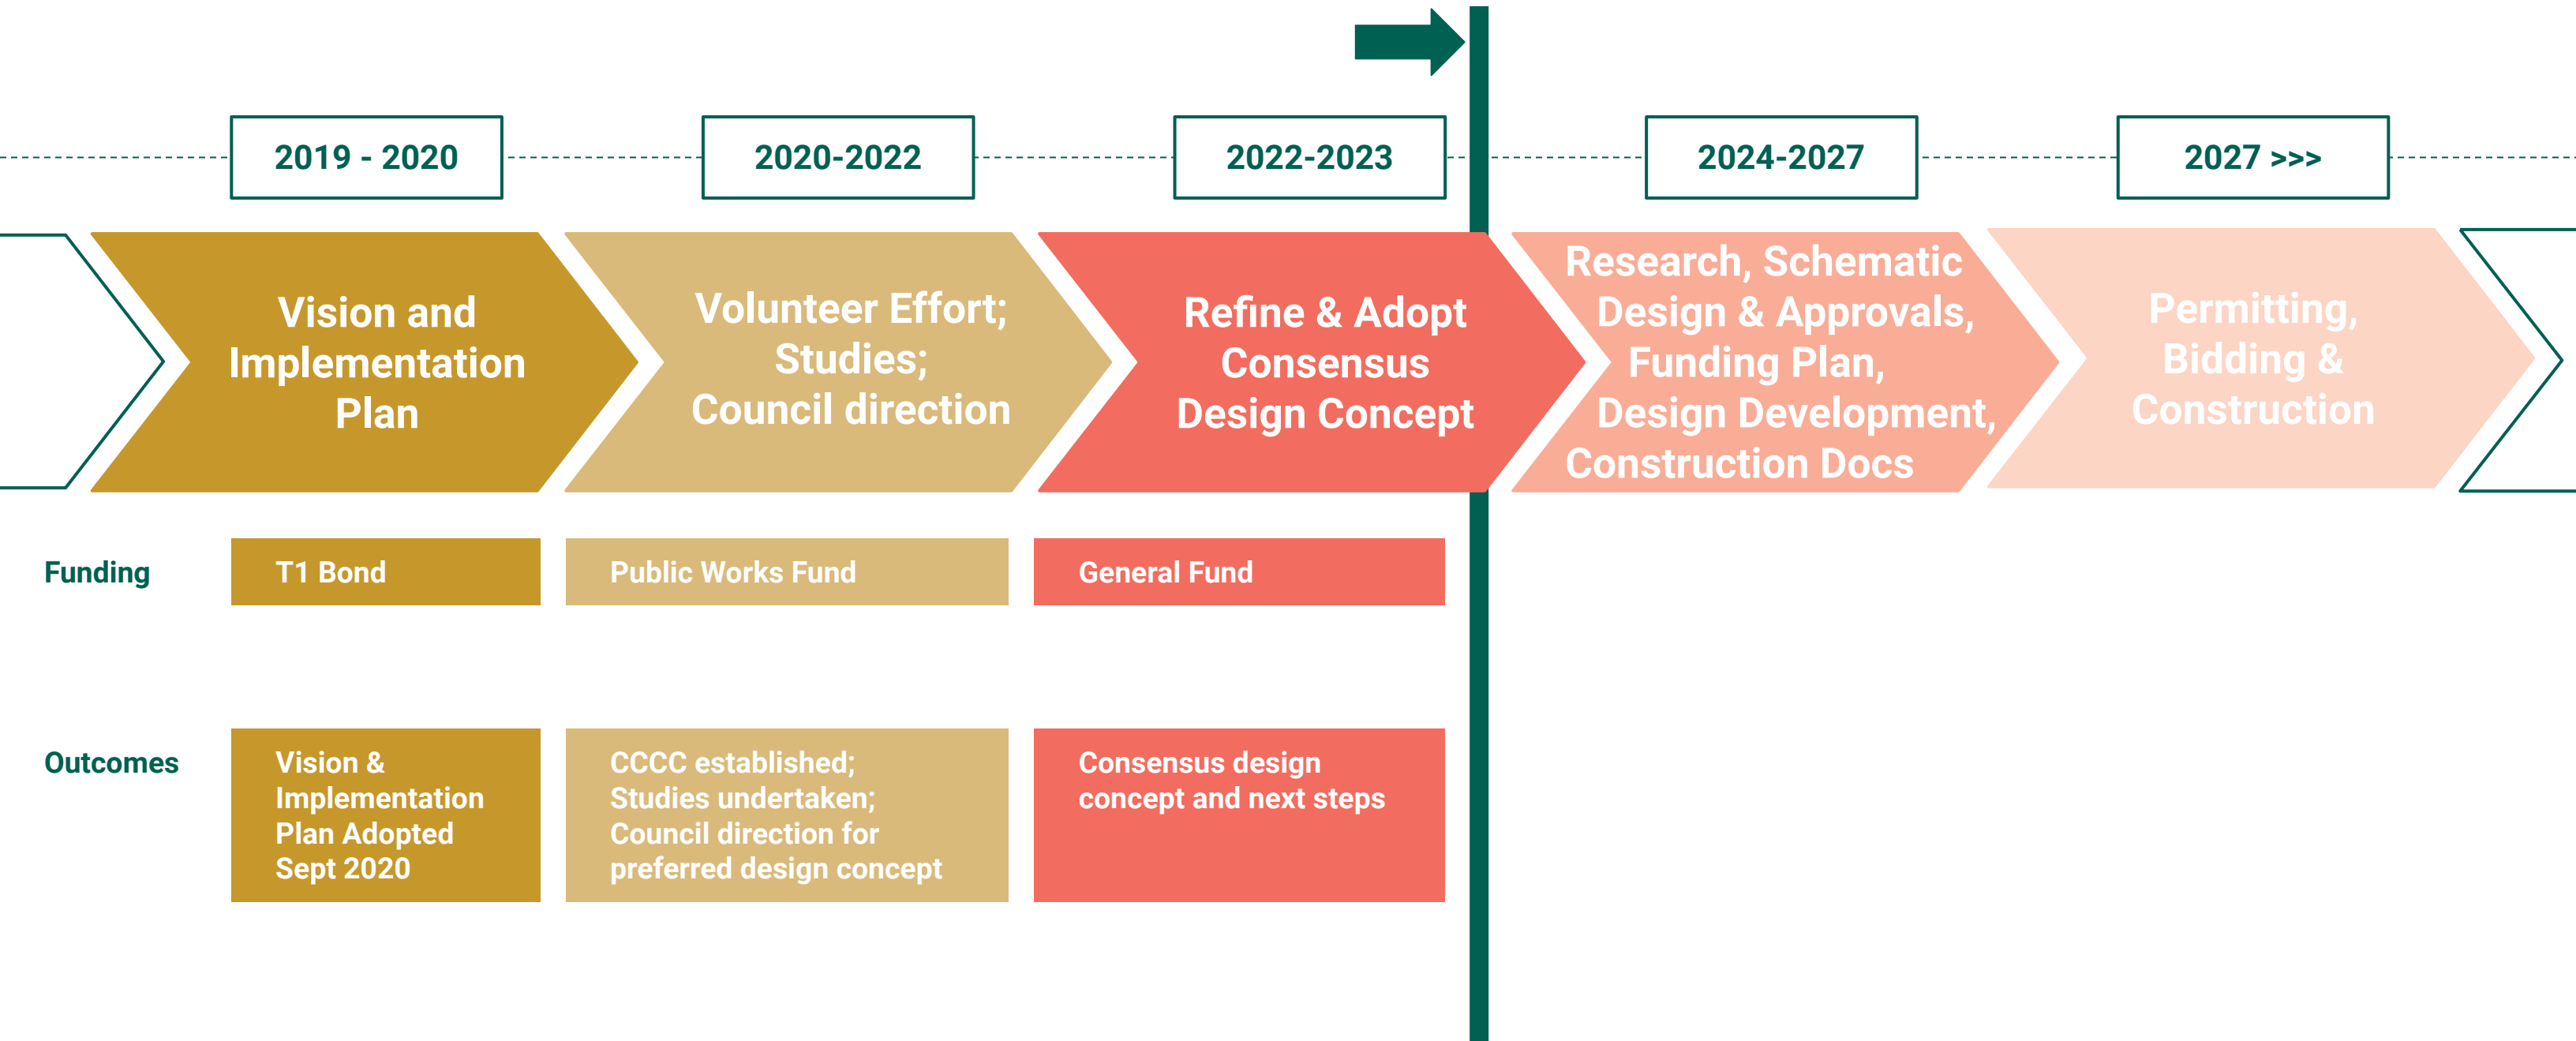 2019 - 2020
2020-2022
2022-2023
2024-2027
2027 >>>
Vision and
Implementation
Plan
Volunteer Effort;
Studies;
Council direction
Refine & Adopt
Consensus
Design Concept
Research, Schematic
Design & Approvals,
Funding Plan,
Design Development,
Construction Docs
Permitting,
Bidding &
Construction
Funding
T1 Bond
Public Works Fund
General Fund
Outcomes
Vision &
Implementation
Plan Adopted
Sept 2020
CCCC established;
Studies undertaken;
Council direction for
preferred design concept
Consensus design
concept and next steps